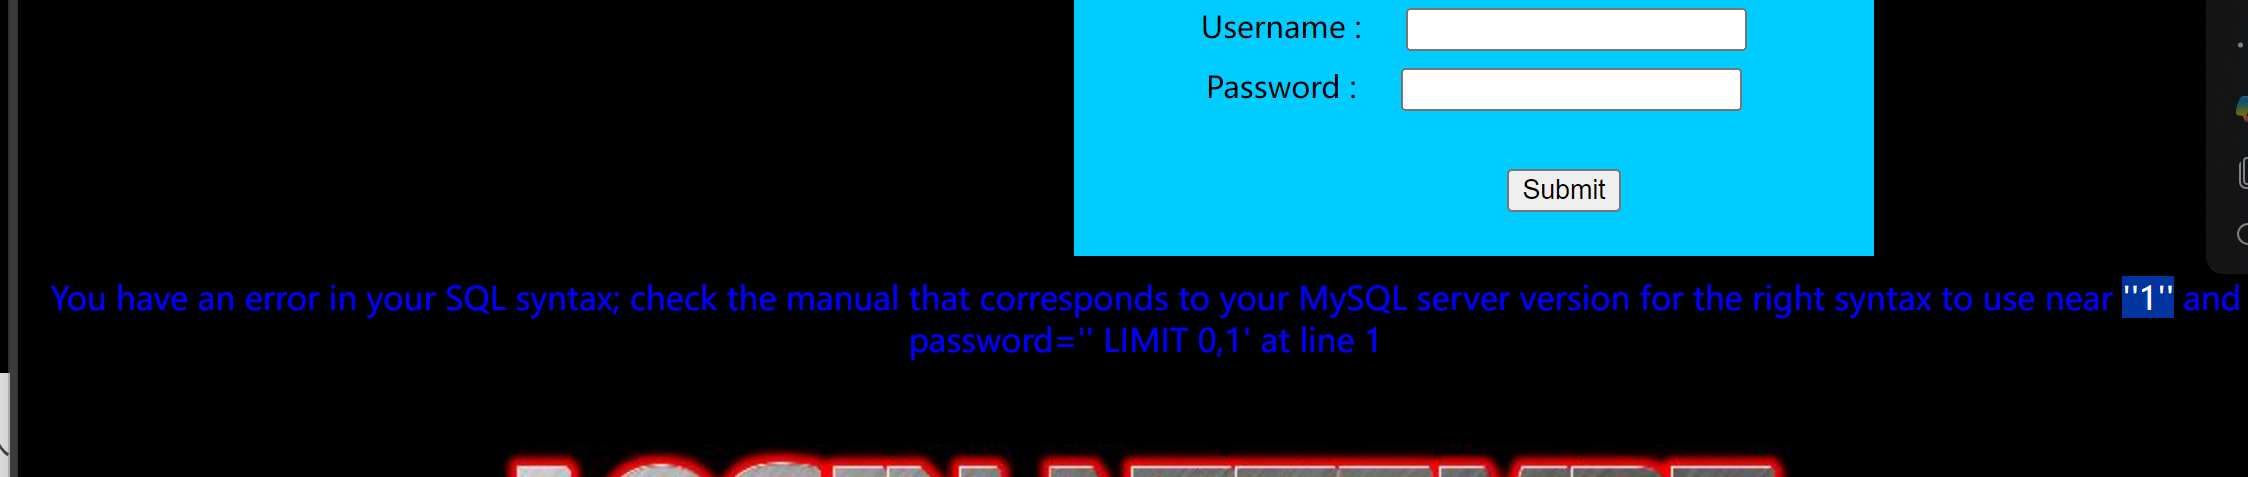 Username :
Password :
Submit
You have an error in your SQL syntax; check the manual that corresponds to your MySQL server version for the right syntax to use near ''1'' and
password='' LIMIT 0,1' at line 1